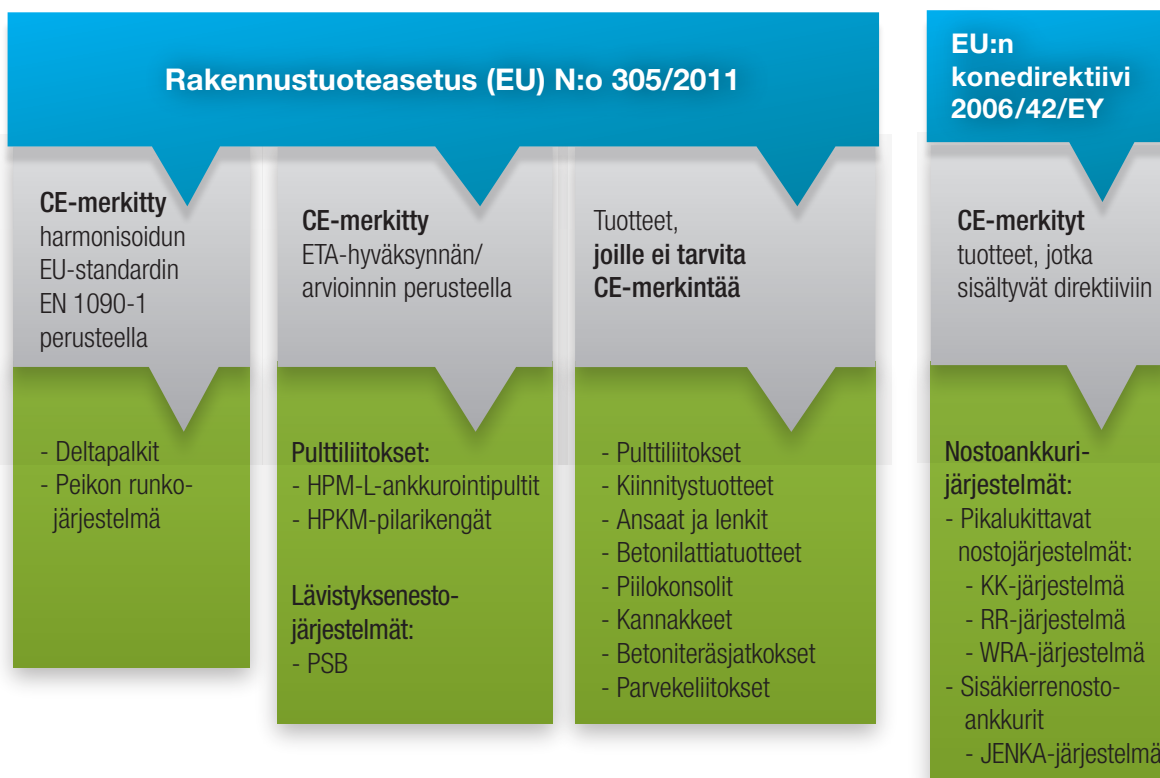 Rakennustuoteasetus (EU) N:o 305/2011
CE-merkitty
harmonisoidun
EU-standardin
EN 1090-1
perusteella
- Deltapalkit
- Peikon runko-
järjestelmä
CE-merkitty
ETA-hyväksynnän/
arvioinnin perusteella
Pulttiliitokset:
- HPM-L-ankkurointipultit
- HPKM-pilarikengät
Lävistyksenesto-
järjestelmät:
- PSB
Tuotteet,
joille ei tarvita
CE-merkintää
- Pulttiliitokset
- Kiinnitystuotteet
- Ansaat ja lenkit
- Betonilattiatuotteet
- Piilokonsolit
- Kannakkeet
- Betoniteräsjatkokset
- Parvekeliitokset
EU:n
konedirektiivi
2006/42/EY
CE-merkityt
tuotteet, jotka
sisältyvät direktiiviin
Nostoankkuri-
järjestelmät:
- Pikalukittavat
nostojärjestelmät:
- KK-järjestelmä
- RR-järjestelmä
- WRA-järjestelmä
- Sisäkierrenosto-
ankkurit
- JENKA-järjestelmä